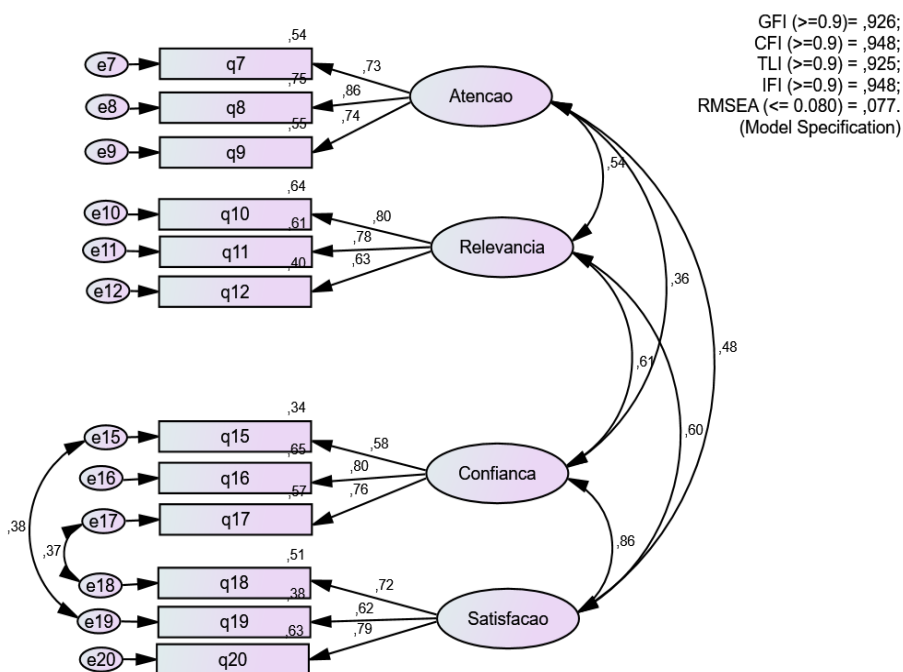 GFI (>=0.9)= ,926;
CFI (>=0.9) = ,948;
TLI (>=0.9) = ,925;
IFI (>=0.9) = ,948;
RMSEA (<= 0.080) = ,077.
(Model Specification)
,54
e7 q7 ,73
,75
e8 q8 ,86 Atencao
,55 ,74
e9 q9
,54
,64
e10 q10 ,80
,61
e11 q11 ,78 Relevancia
,40 ,63
e12 q12
,36
,48
,61
,60
,34
e15 q15 ,58
,65
e16 q16 ,80 Confianca
,57 ,76
e17 q17
,38
,37
,86
,51
e18 q18 ,72
,38
e19 q19 ,62 Satisfacao
,63 ,79
e20 q20